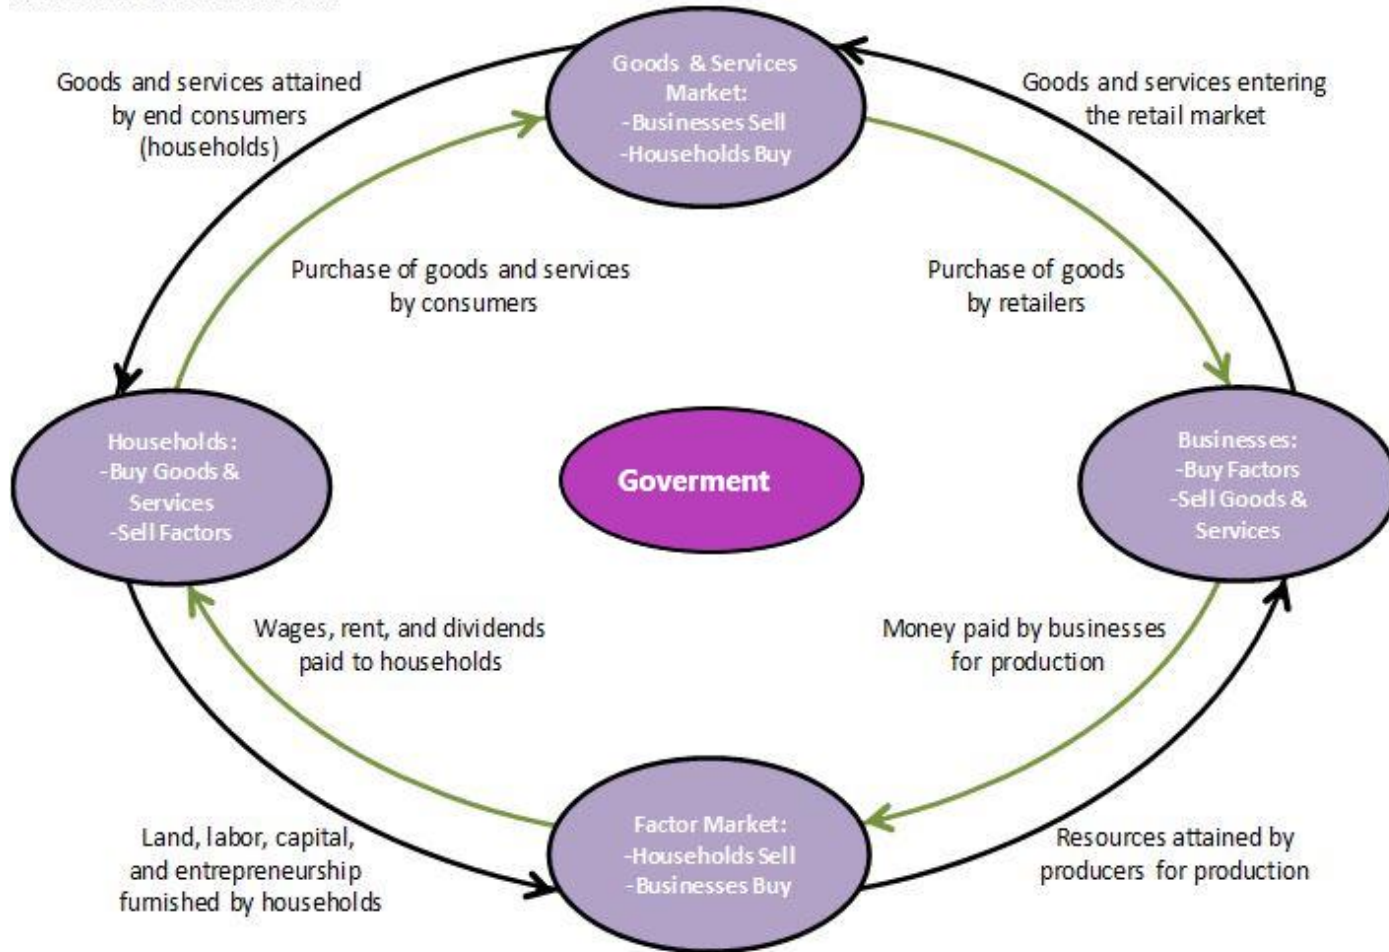 Goods & Services
Market:
-Businesses Sell
-Households Buy
Goods and services attained
by end consumers
(households)
Goods and services entering
the retail market
Purchase of goods and services
by consumers
Purchase of goods
by retailers
Households:
-Buy Goods &
Services
-Sell Factors
Goverment
Businesses:
-Buy Factors
-Sell Goods &
Services
Wages, rent, and dividends
paid to households
Money paid by businesses
for production
Land, labor, capital,
and entrepreneurship
furnished by households
Factor Market:
-Households Sell
-Businesses Buy
Resources attained by
producers for production